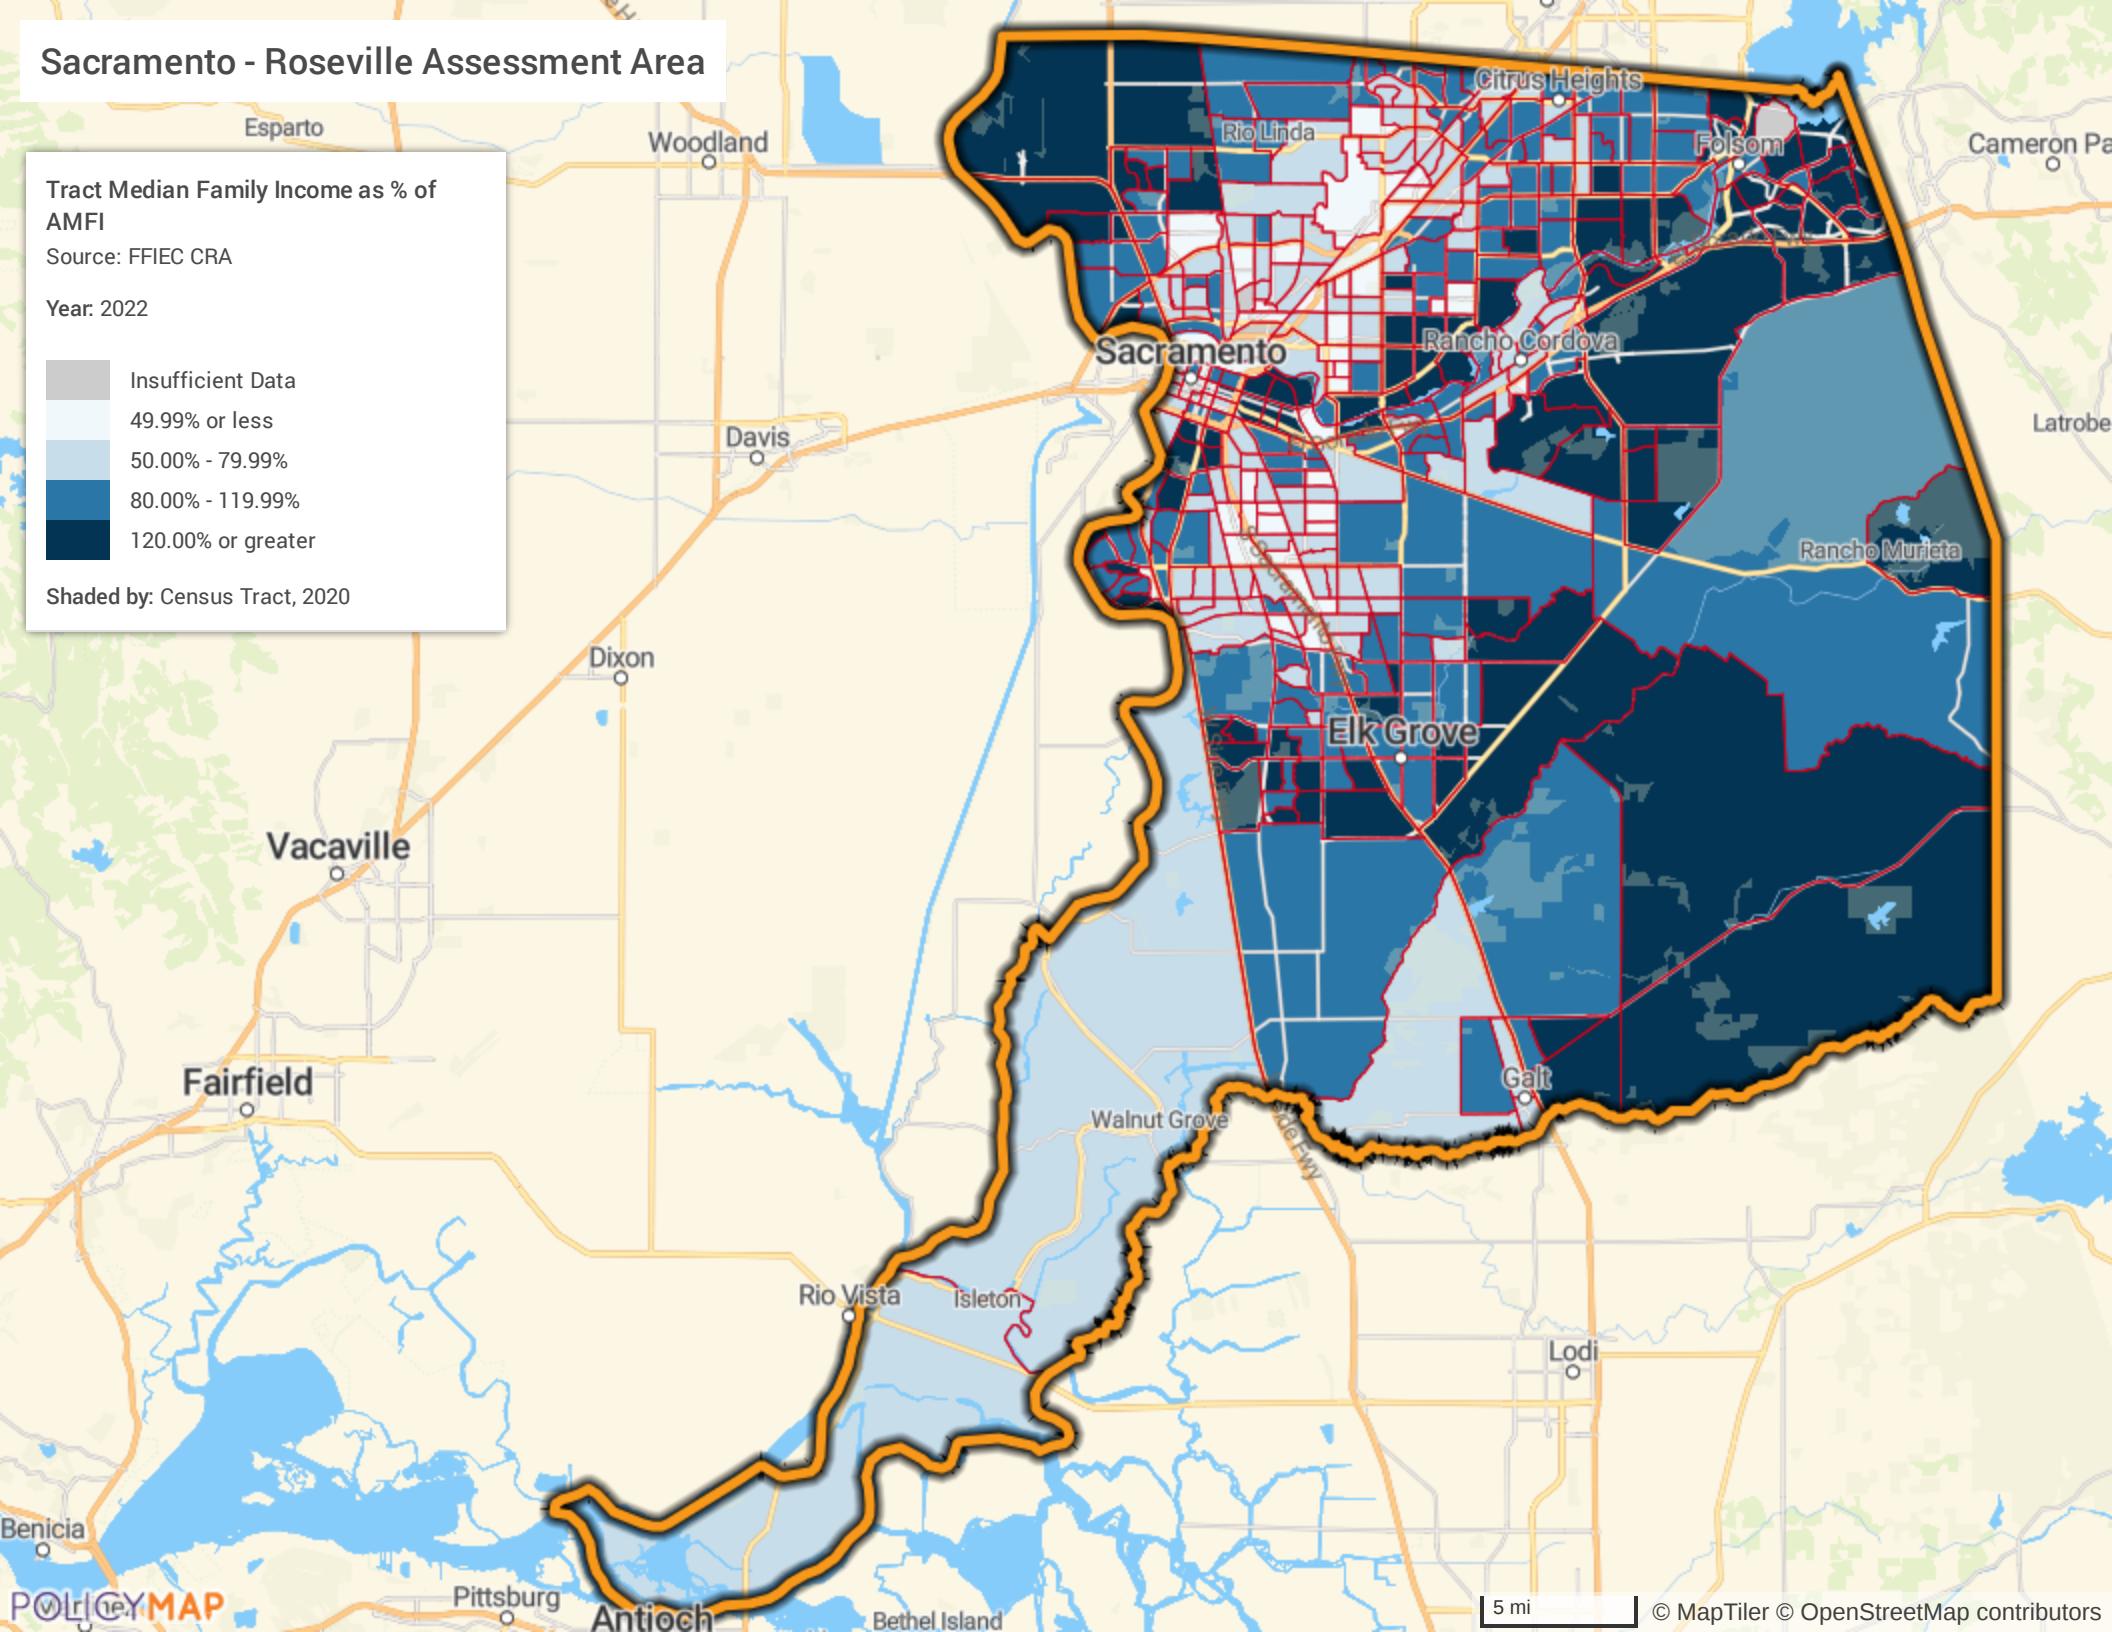 Sacramento - Roseville Assessment Area
Tract Median Family Income as % of
AMFI
Source: FFIEC CRA
Year: 2022
Insufficient Data
49.99% or less
50.00% - 79.99%
80.00% - 119.99%
120.00% or greater
Shaded by: Census Tract, 2020
Esparto
Woodland
Citrus Heights
Rio Linda
Folsom
Cameron Pa
Sacramento
Rancho Cordova
Davis
Latrobe
Rancho Murieta
Dixon
Elk Grove
Vacaville
Fairfield
Galt
Walnut Grove
Rio Vista
Isleton
Lodi
Benicia
Pittsburg
Antioch
Bethel Island
POLICYMAP
5 mi
© MapTiler © OpenStreetMap contributors